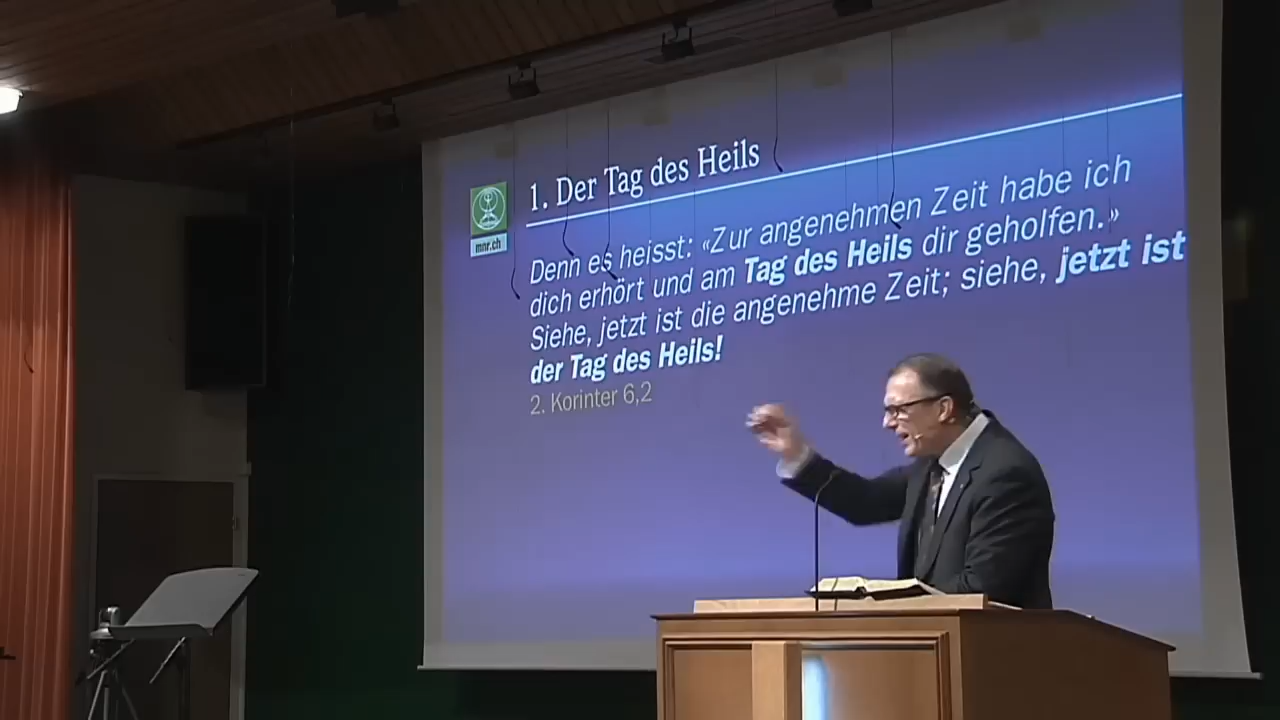 1. Der Tag des Heils
mnr.ch
Denn es heisst: «Zur angenehmen Zeit habe ich
dich erhört und am Tag des Heils dir geholfen.»
Siehe, jetzt ist die angenehme Zeit; siehe, jetzt ist
der Tag des Heils!
2. Korinter 6,2